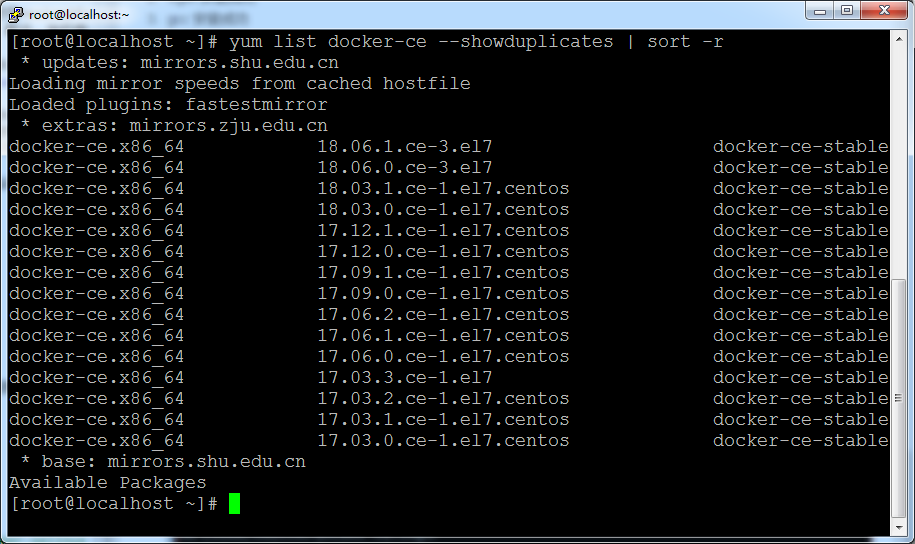 root@localhost:~
[root@localhost ~]# yum list docker-ce --showduplicates | sort -r
 * updates: mirrors.shu.edu.cn
Loading mirror speeds from cached hostfile
Loaded plugins: fastestmirror
 * extras: mirrors.zju.edu.cn
docker-ce.x86_64            18.06.1.ce-3.el7                    docker-ce-stable
docker-ce.x86_64            18.06.0.ce-3.el7                    docker-ce-stable
docker-ce.x86_64            18.03.1.ce-1.el7.centos             docker-ce-stable
docker-ce.x86_64            18.03.0.ce-1.el7.centos             docker-ce-stable
docker-ce.x86_64            17.12.1.ce-1.el7.centos             docker-ce-stable
docker-ce.x86_64            17.12.0.ce-1.el7.centos             docker-ce-stable
docker-ce.x86_64            17.09.1.ce-1.el7.centos             docker-ce-stable
docker-ce.x86_64            17.09.0.ce-1.el7.centos             docker-ce-stable
docker-ce.x86_64            17.06.2.ce-1.el7.centos             docker-ce-stable
docker-ce.x86_64            17.06.1.ce-1.el7.centos             docker-ce-stable
docker-ce.x86_64            17.06.0.ce-1.el7.centos             docker-ce-stable
docker-ce.x86_64            17.03.3.ce-1.el7                    docker-ce-stable
docker-ce.x86_64            17.03.2.ce-1.el7.centos             docker-ce-stable
docker-ce.x86_64            17.03.1.ce-1.el7.centos             docker-ce-stable
docker-ce.x86_64            17.03.0.ce-1.el7.centos             docker-ce-stable
 * base: mirrors.shu.edu.cn
Available Packages
[root@localhost ~]#